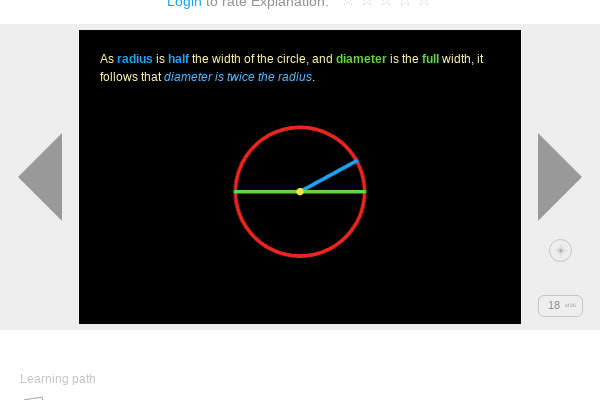 Login to rate Explanation:
As radius is half the width of the circle, and diameter is the full width, it
follows that diameter is twice the radius.
18
Learning path